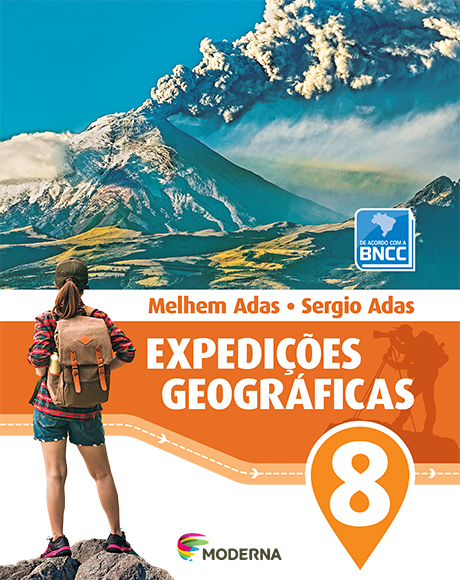 DE ACORDO COM A
BNCC
Melhem Adas • Sergio Adas
EXPEDIÇÕES
GEOGRÁFICAS
8
MODERNA